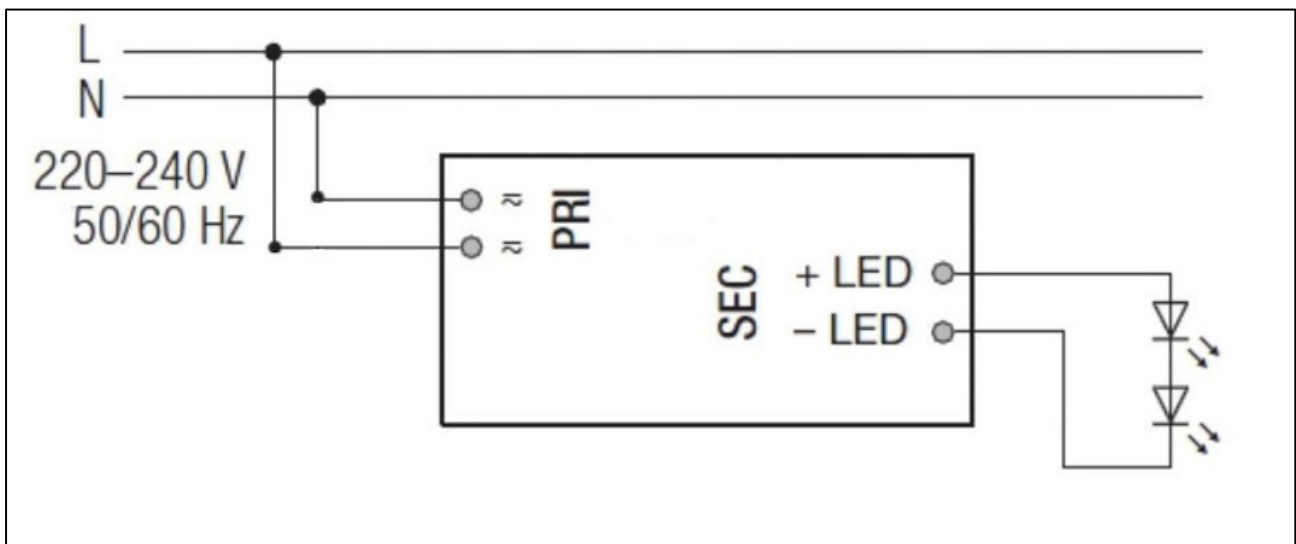 L
N
220–240 V
50/60 Hz
≈ PRI
≈
SEC
+ LED
– LED